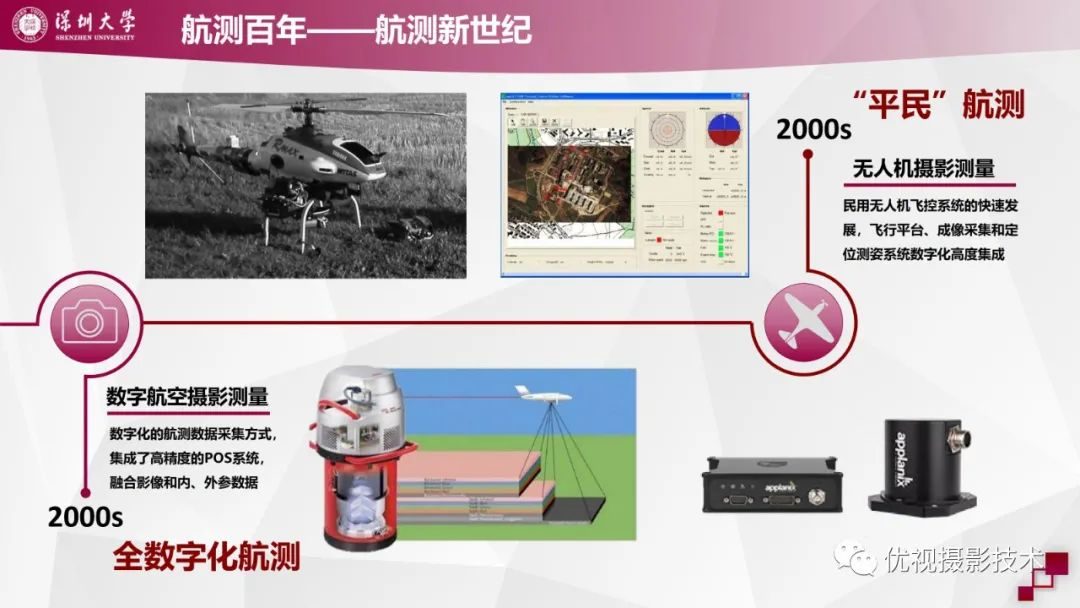 深圳大学
SHENZHEN UNIVERSITY
航测百年——航测新世纪
“平民”航测
2000s
无人机摄影测量
民用无人机飞控系统的快速发
展，飞行平台、成像采集和定
位测姿系统数字化高度集成
Rmax
数字航空摄影测量
数字化的航测数据采集方式，
集成了高精度的POS系统，
融合影像和内、外参数据
2000s
全数字化航测
applanix
applanix
优视摄影技术